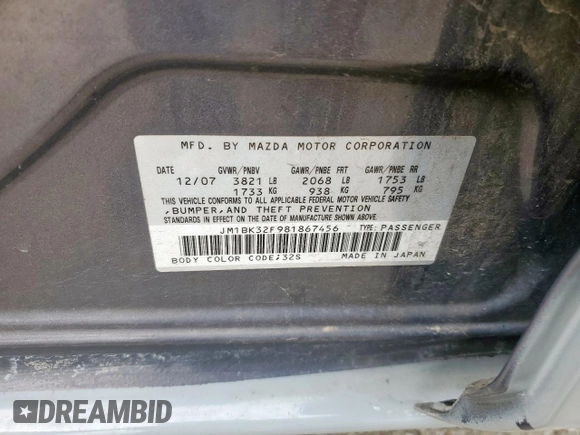 MFD. BY MAZDA MOTOR CORPORATION
DATE GVWR/PNBV GAWR/PNBE FRT GAWR/PNBE RR
12/07 3821 LB 2068 LB 1753 LB
1733 KG 938 KG 795 KG
THIS VEHICLE CONFORMS TO ALL APPLICABLE FEDERAL MOTOR VEHICLE SAFETY
,BUMPER,AND THEFT PREVENTION
STANDARDS IN EFFECT ON THE DATE OF MANUFACTURE SHOWN ABOVE.
JM1BK32F981867456 TYPE:PASSENGER
BODY COLOR CODE;32S MADE IN JAPAN
DREAMBID